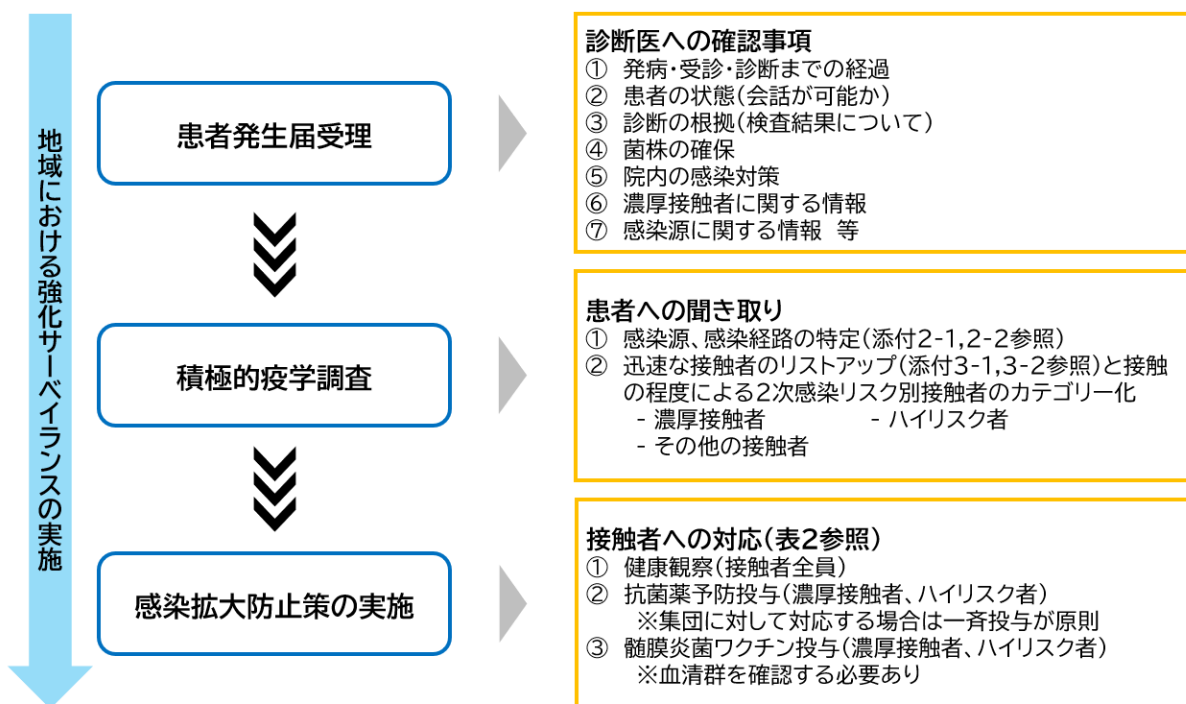 地域における強化サーベイランスの実施
患者発生届受理
診断医への確認事項
① 発病・受診・診断までの経過
② 患者の状態(会話が可能か)
③ 診断の根拠(検査結果について)
④ 菌株の確保
⑤ 院内の感染対策
⑥ 濃厚接触者に関する情報
⑦ 感染源に関する情報 等
積極的疫学調査
患者への聞き取り
① 感染源、感染経路の特定(添付2-1,2-2参照)
② 迅速な接触者のリストアップ(添付3-1,3-2参照)と接触
の程度による2次感染リスク別接触者のカテゴリー化
- 濃厚接触者 - ハイリスク者
- その他の接触者
感染拡大防止策の実施
接触者への対応(表2参照)
① 健康観察(接触者全員)
② 抗菌薬予防投与(濃厚接触者、ハイリスク者)
※集団に対して対応する場合は一斉投与が原則
③ 髄膜炎菌ワクチン投与(濃厚接触者、ハイリスク者)
※血清群を確認する必要あり